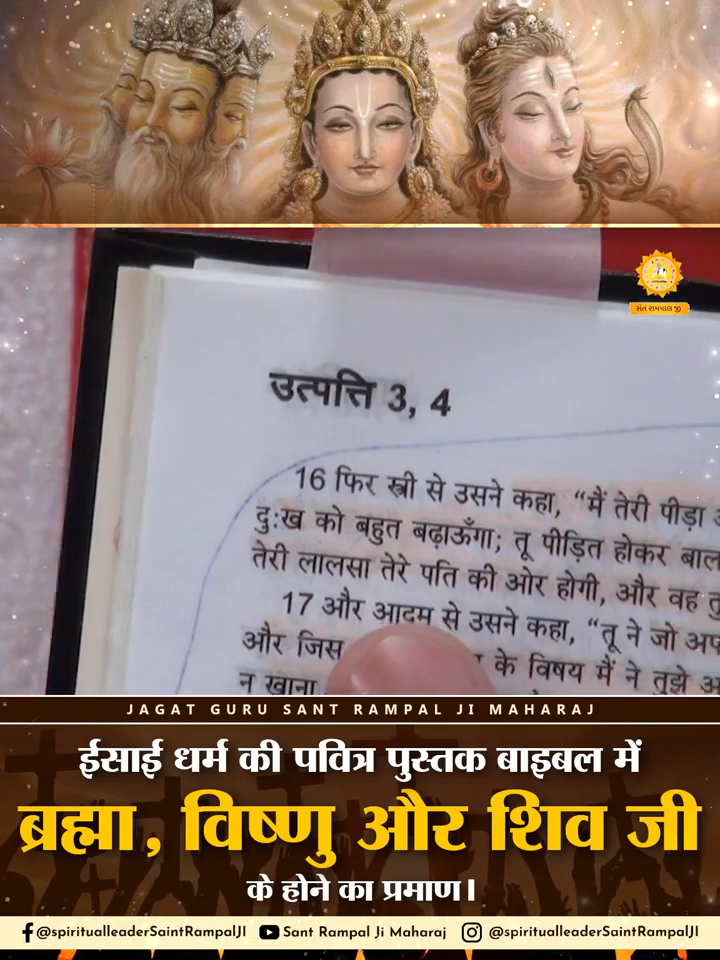 સંત રામપાલ જી
उत्पत्ति 3, 4
16 फिर स्त्री से उसने कहा, “मैं तेरी पीड़ा
दुःख को बहुत बढ़ाऊँगा; तू पीड़ित होकर
तेरी लालसा तेरे पति की ओर होगी, और वह
17 और आदम से उसने कहा, “तू ने जो
और जिस के विषय मैं ने तुझे
न खाना
JAGAT GURU SANT RAMPAL JI MAHARAJ
ईसाई धर्म की पवित्र पुस्तक बाइबल में
ब्रह्मा, विष्णु और शिव जी
के होने का प्रमाण।
@spiritualleaderSaintRampalJI Sant Rampal Ji Maharaj @spiritualleaderSaintRampalJI